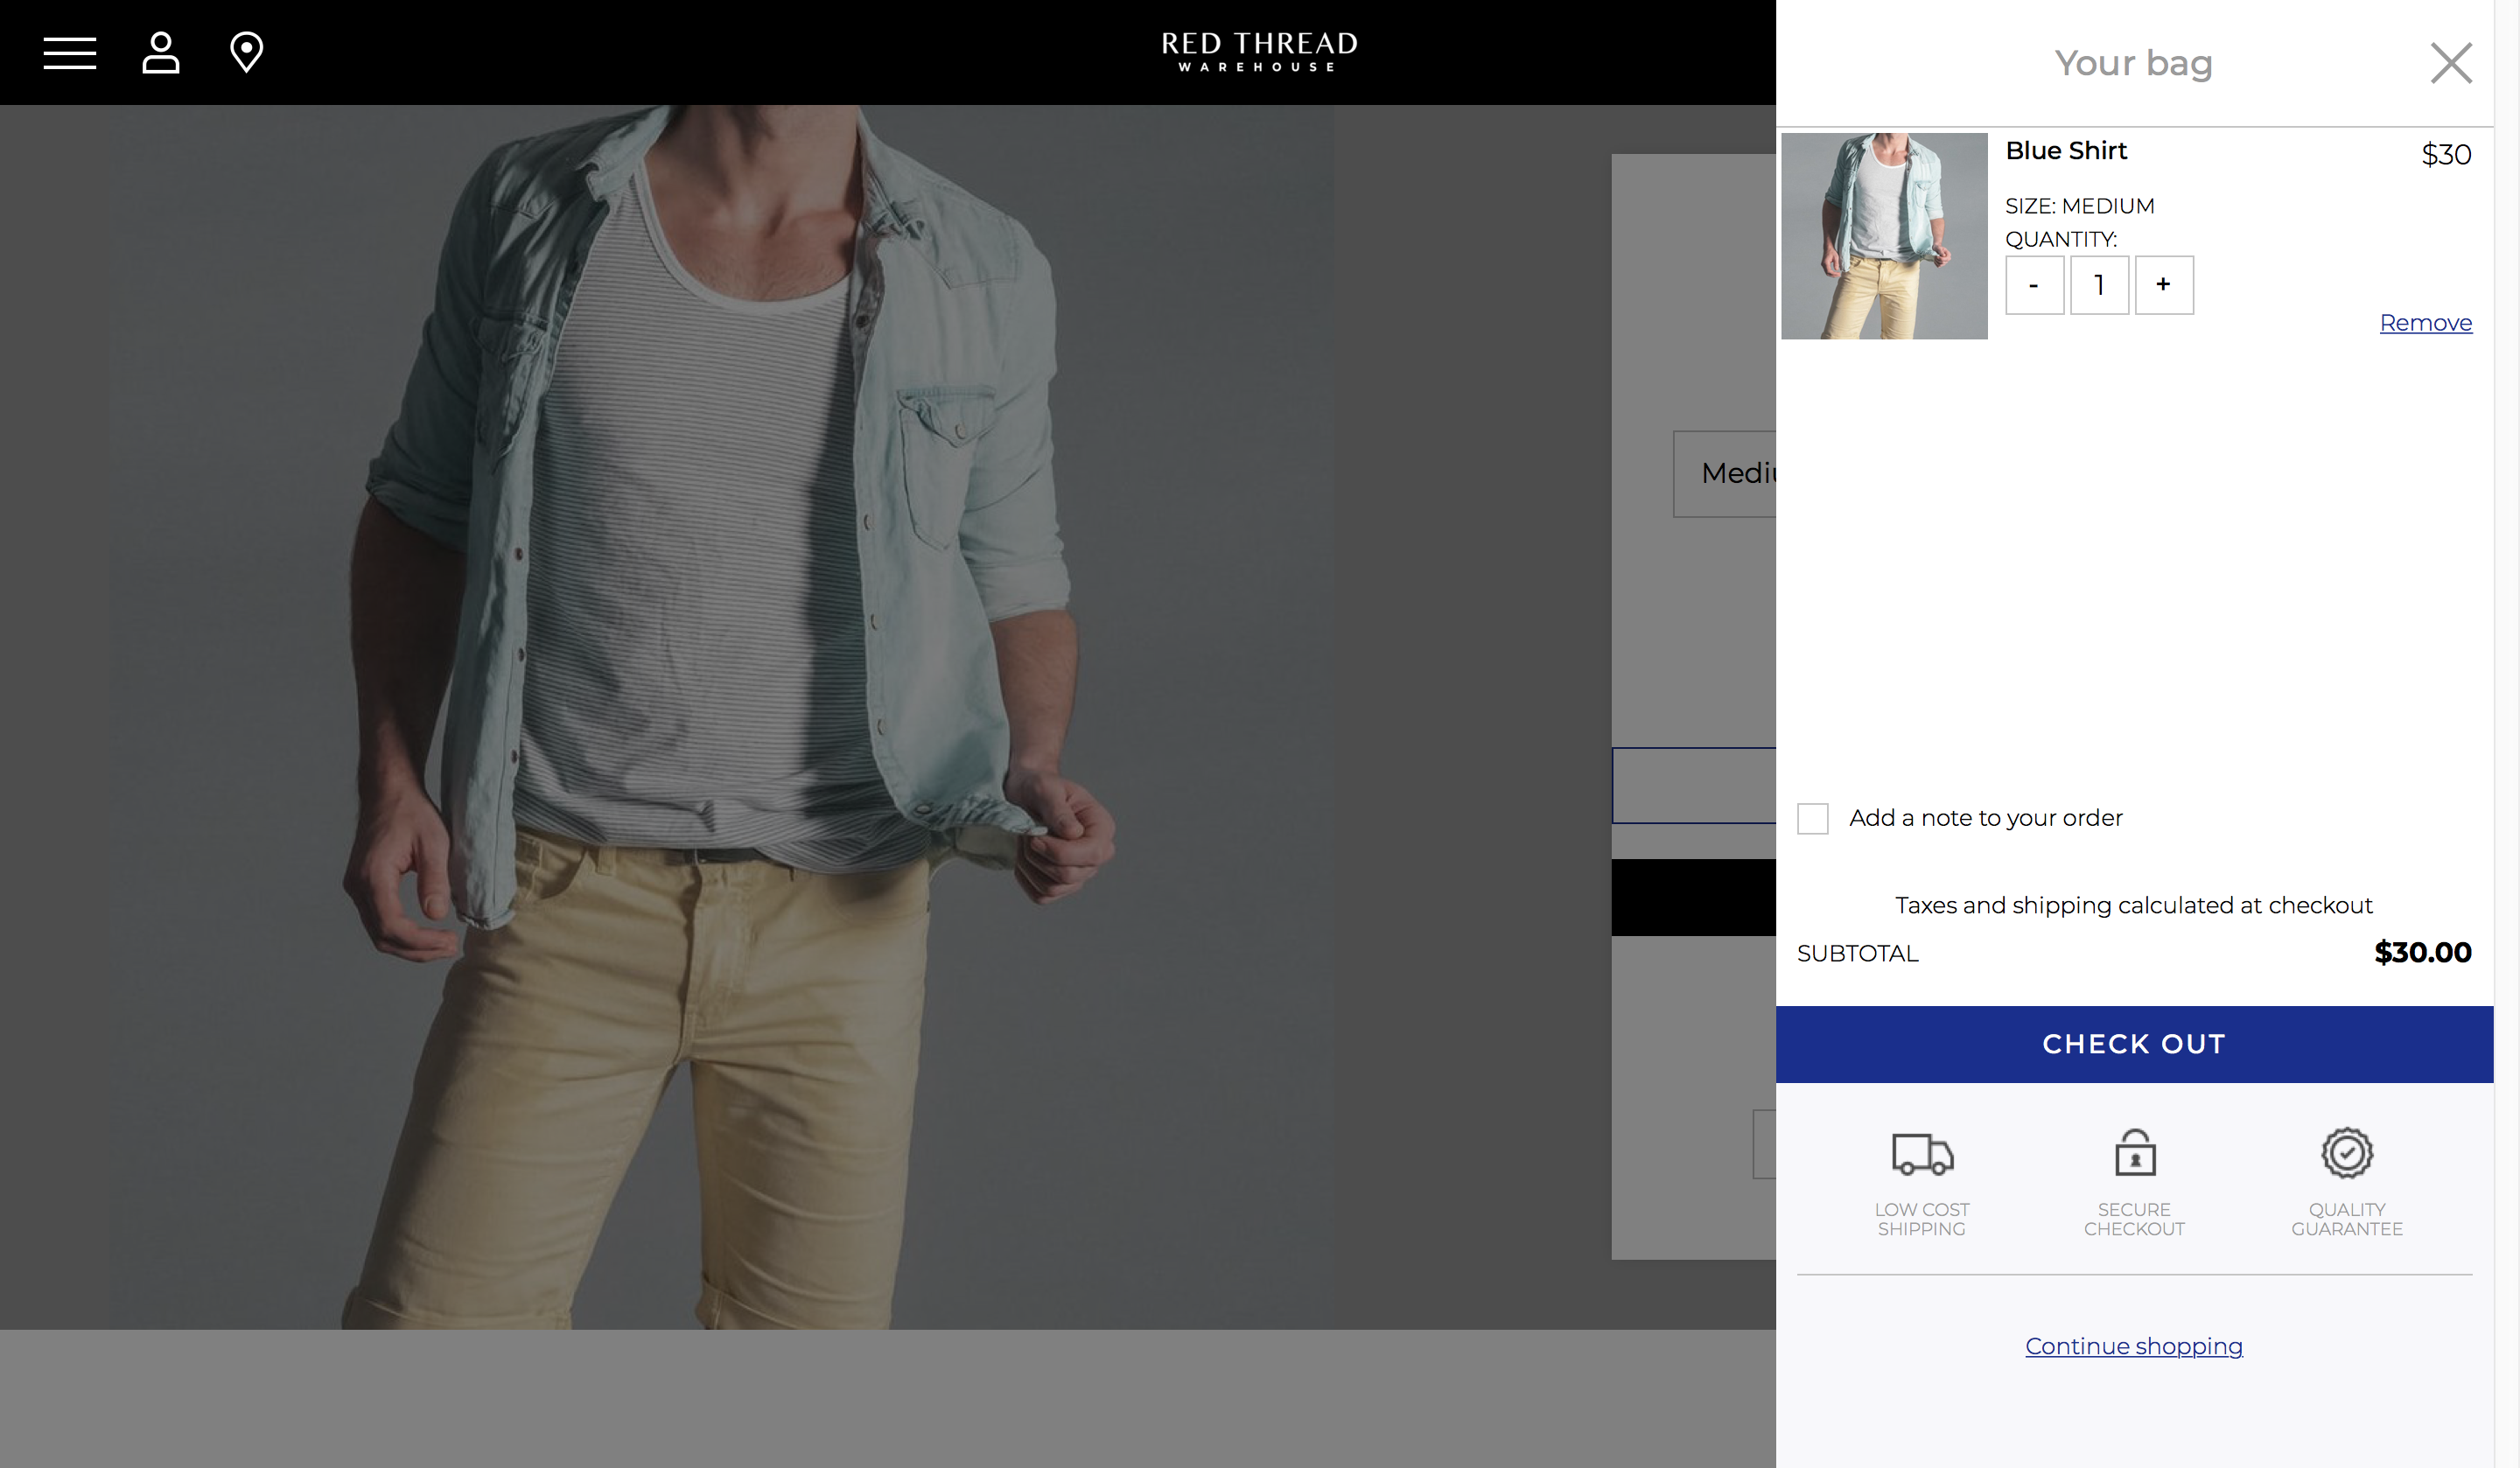 RED THREAD
WAREHOUSE
Your bag
Blue Shirt
$30
SIZE: MEDIUM
QUANTITY:
- 1 +
Remove
Add a note to your order
Taxes and shipping calculated at checkout
SUBTOTAL
$30.00
CHECK OUT
LOW COST
SHIPPING
SECURE
CHECKOUT
QUALITY
GUARANTEE
Continue shopping